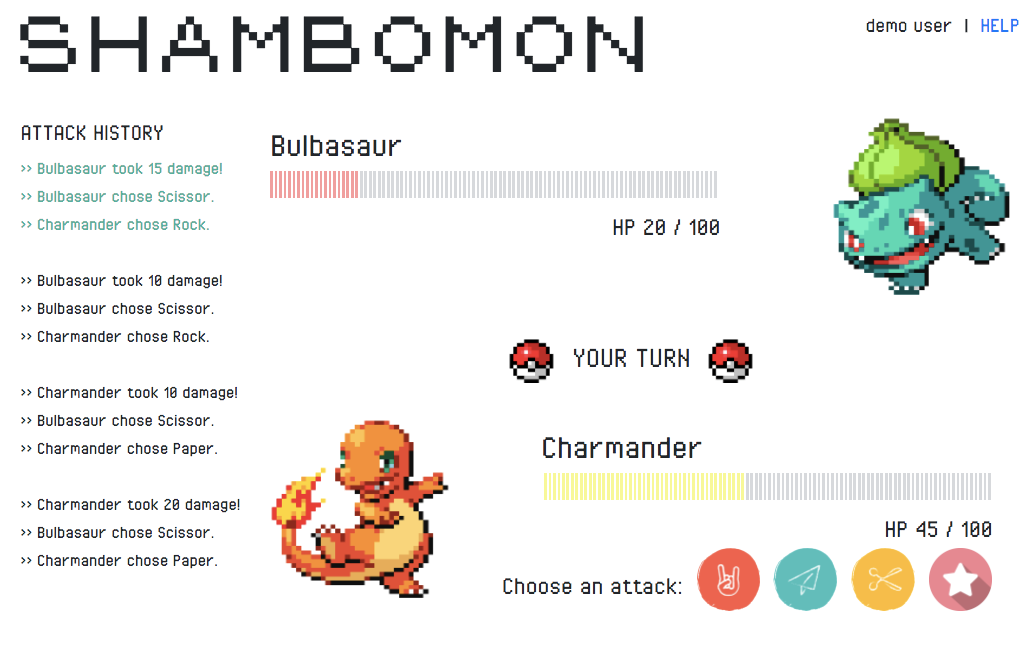 SHAMBOMON
demo user | HELP
ATTACK HISTORY
>> Bulbasaur took 15 damage!
>> Bulbasaur chose Scissor.
>> Charmander chose Rock.
>> Bulbasaur took 10 damage!
>> Bulbasaur chose Scissor.
>> Charmander chose Rock.
>> Charmander took 10 damage!
>> Bulbasaur chose Scissor.
>> Charmander chose Paper.
>> Charmander took 20 damage!
>> Bulbasaur chose Scissor.
>> Charmander chose Paper.
Bulbasaur
HP 20 / 100
YOUR TURN
Charmander
HP 45 / 100
Choose an attack: